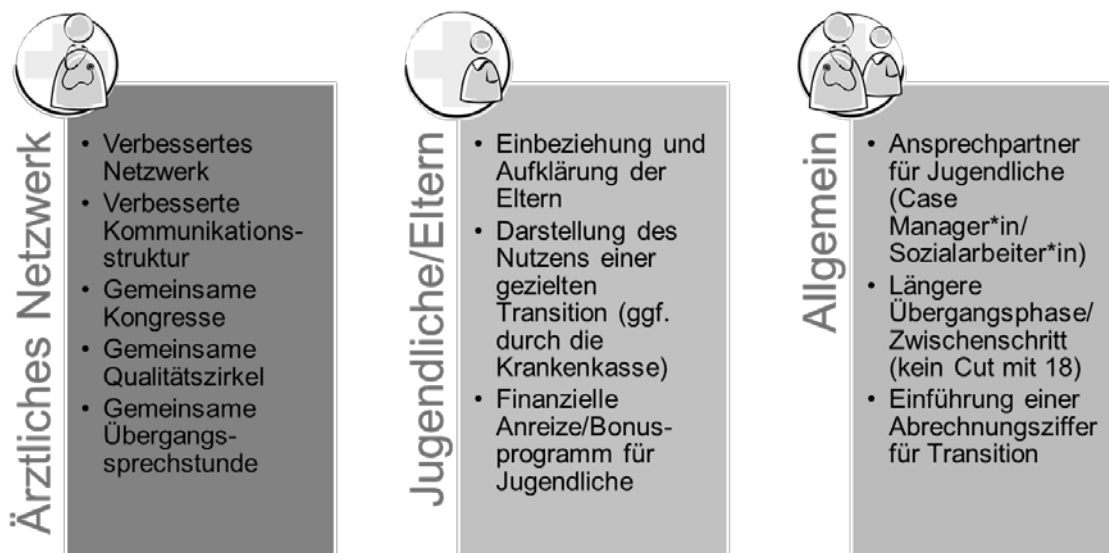 Ärztliches Netzwerk
• Verbessertes
Netzwerk
• Verbesserte
Kommunikations-
struktur
• Gemeinsame
Kongresse
• Gemeinsame
Qualitätszirkel
• Gemeinsame
Übergangs-
sprechstunde
Jugendliche/Eltern
• Einbeziehung und
Aufklärung der
Eltern
• Darstellung des
Nutzens einer
gezielten
Transition (ggf.
durch die
Krankenkasse)
• Finanzielle
Anreize/Bonus-
programm für
Jugendliche
Allgemein
• Ansprechpartner
für Jugendliche
(Case
Manager*in/
Sozialarbeiter*in)
• Längere
Übergangsphase/
Zwischenschritt
(kein Cut mit 18)
• Einführung einer
Abrechnungsziffer
für Transition